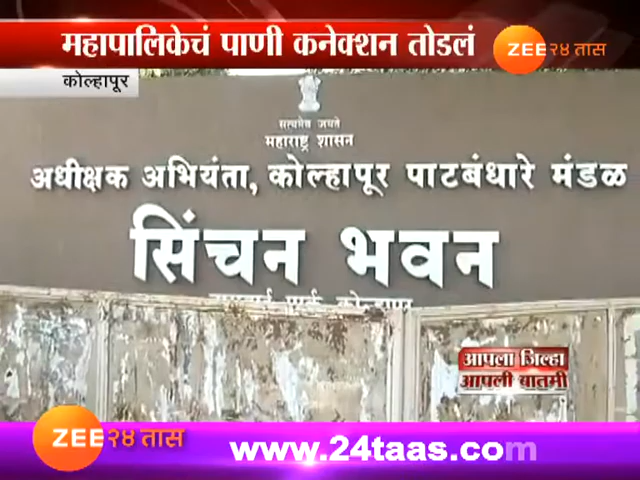 महापालिकेचं पाणी कनेक्शन तोडलं
ZEE २४ तास
कोल्हापूर
सत्यमेव जयते
महाराष्ट्र शासन
अधीक्षक अभियंता, कोल्हापूर पाटबंधारे मंडळ
सिंचन भवन
पार्क, कोल्हापूर
आपला जिल्हा
आपली बातमी
ZEE २४ तास
www.24taas.com